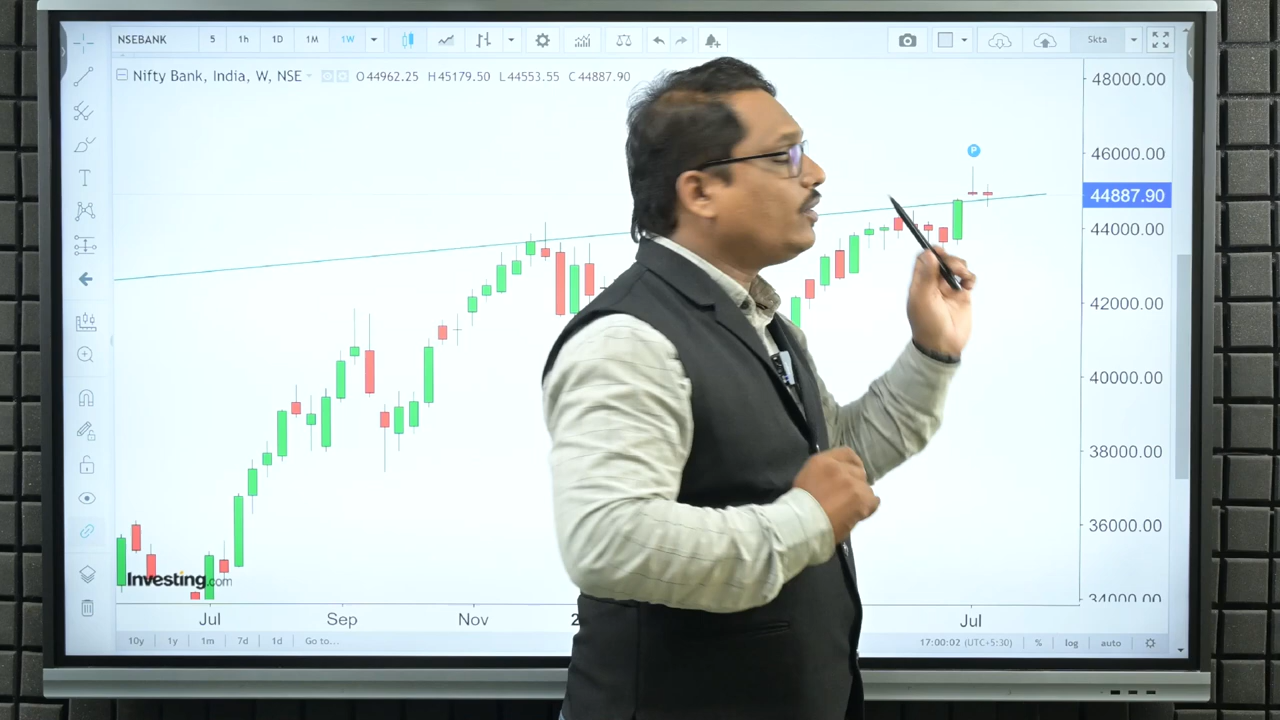 NSEBANK 5 1h 1D 1M 1W Skta
Nifty Bank, India, W, NSE O44962.25 H45179.50 L44553.55 C44887.90
48000.00
P
46000.00
44887.90
44000.00
42000.00
40000.00
38000.00
36000.00
34000.00
Investing.com
Jul Sep Nov 2 Jul
10y 1y 1m 7d 1d Go to... 17:00:02 (UTC+5:30) % log auto